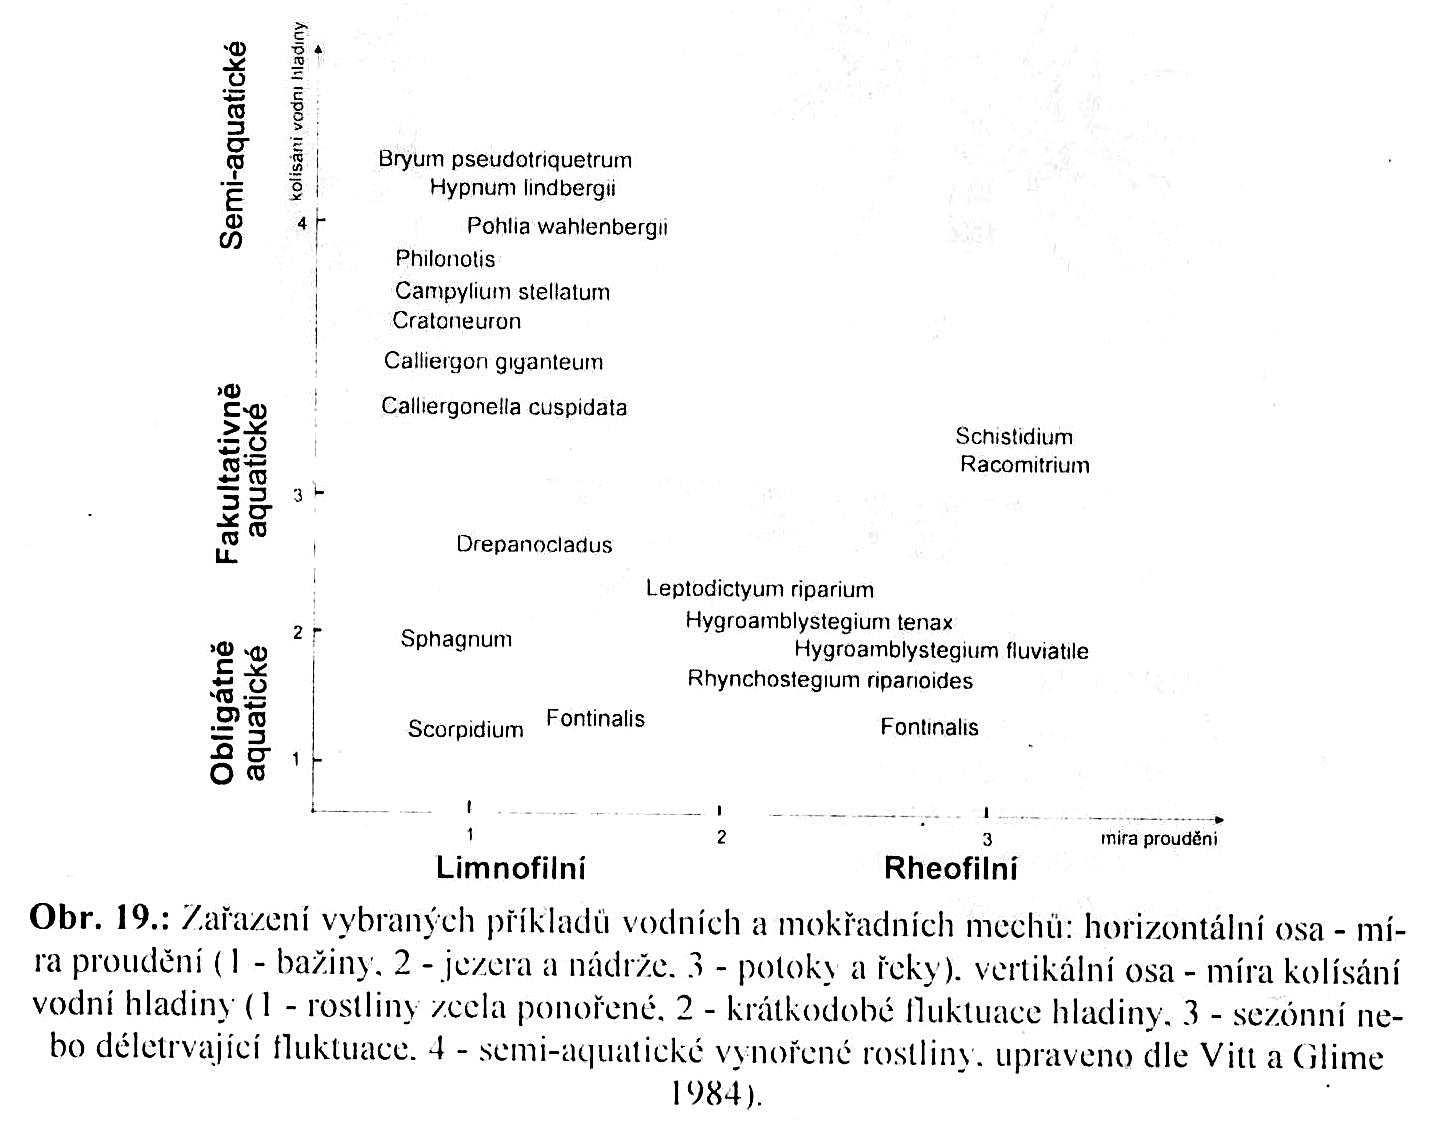 Semi-aquatické
kolísání vodní hladiny
Bryum pseudotriquetrum
Hypnum lindbergii
4
Pohlia wahlenbergii
Philonotis
Campylium stellatum
Cratoneuron
Calliergon giganteum
Calliergonella cuspidata
Fakultativně
aquatické
Schistidium
Racomitrium
3
Drepanocladus
Leptodictyum riparium
Hygroamblystegium tenax
2
Sphagnum
Hygroamblystegium fluviatile
Rhynchostegium riparioides
Obligátně
aquatické
Fontinalis
Scorpidium
Fontinalis
1
1
2
3
míra proudění
Limnofilní
Rheofilní
Obr. 19.: Zařazení vybraných příkladů vodních a mokřadních mechů: horizontální osa - mí-
ra proudění (1 - bažiny, 2 - jezera a nádrže, 3 - potoky a řeky), vertikální osa - míra kolísání
vodní hladiny (1 - rostliny zcela ponořené, 2 - krátkodobé fluktuace hladiny, 3 - sezónní ne-
bo déletrvající fluktuace, 4 - semi-aquatické vynořené rostliny, upraveno dle Vitt a Glime
1984).